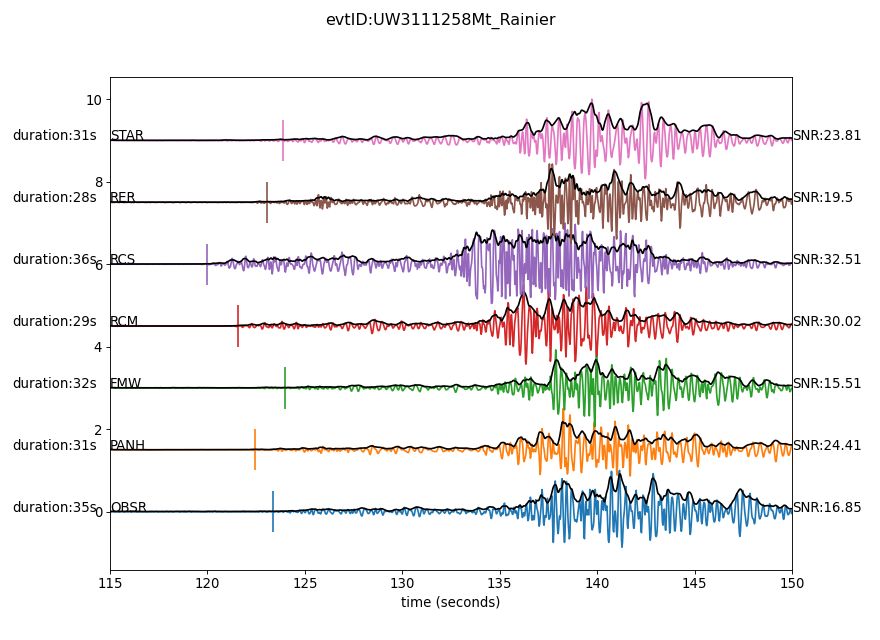 evtID:UW3111258Mt_Rainier
10
duration:31s STAR SNR:23.81
8
duration:28s RER SNR:19.5
duration:36s RCS SNR:32.51
6
duration:29s RCM SNR:30.02
4
duration:32s FMW SNR:15.51
2
duration:31s PANH SNR:24.41
duration:35s OBSR SNR:16.85
0
115 120 125 130 135 140 145 150
time (seconds)